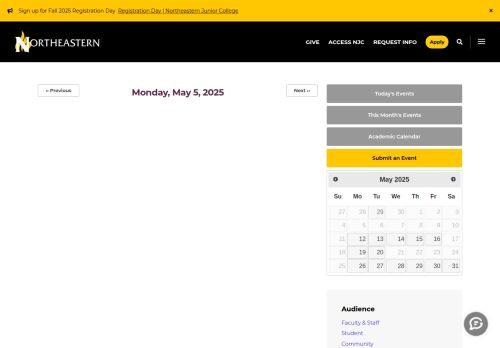 Sign up for Fall 2025 Registration Day Registration Day | Northeastern Junior College ×
NORTHEASTERN GIVE ACCESS NJC REQUEST INFO Apply
‹‹ Previous Monday, May 5, 2025 Next ››
Today's Events
This Month's Events
Academic Calendar
Submit an Event
May 2025
Su Mo Tu We Th Fr Sa
27 28 29 30 1 2 3
4 5 6 7 8 9 10
11 12 13 14 15 16 17
18 19 20 21 22 23 24
25 26 27 28 29 30 31
Audience
Faculty & Staff
Student
Community